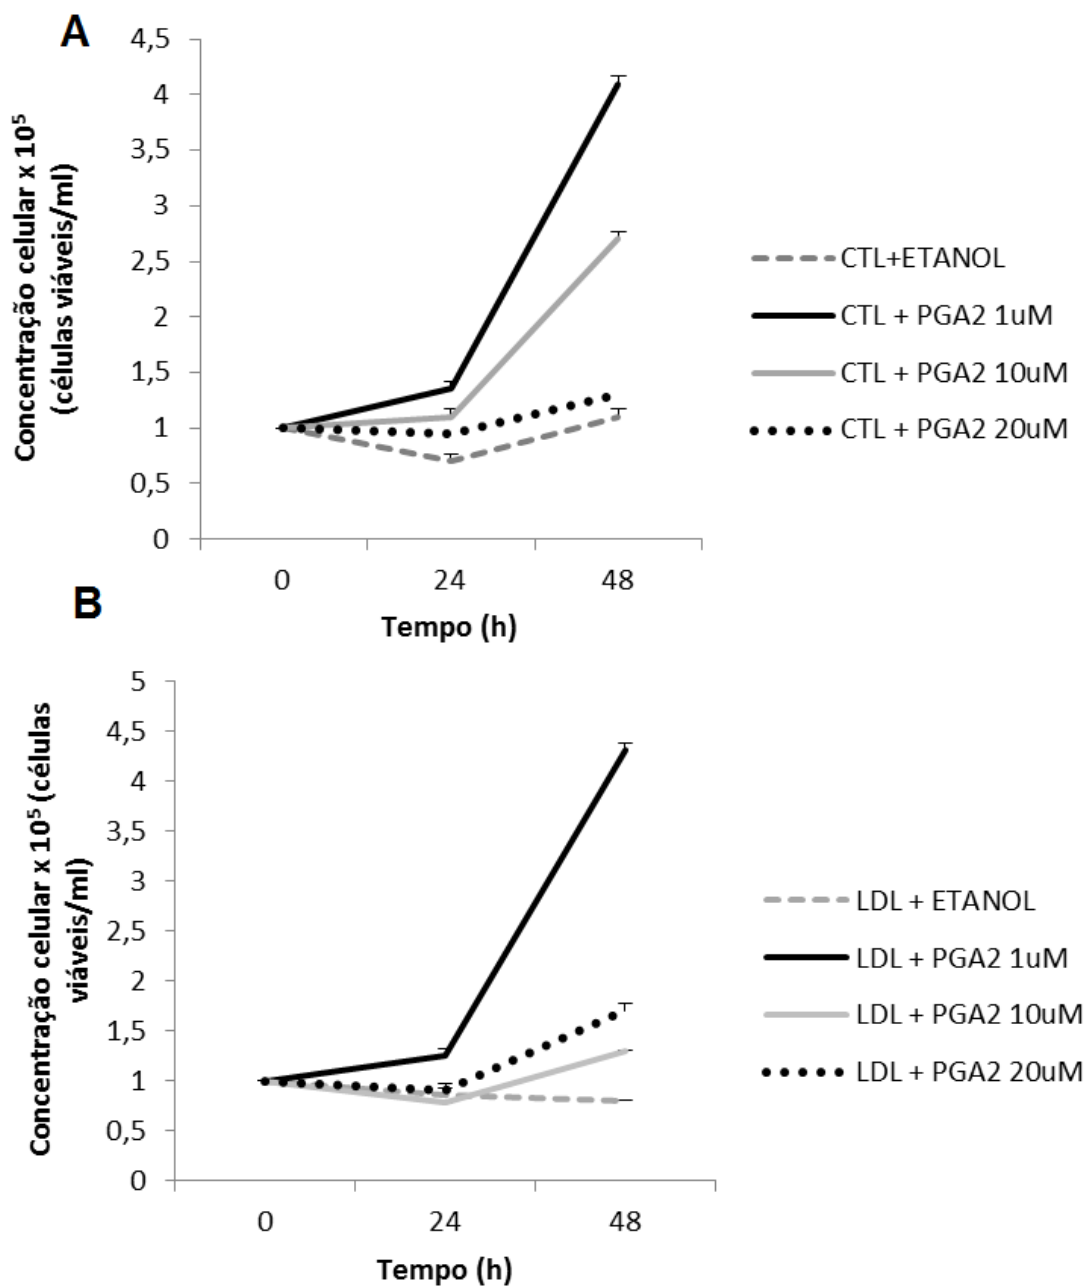 A
Concentração celular x 10⁵
(células viáveis/ml)
4,5
4
3,5
3
2,5
2
1,5
1
0,5
0
0 24 48
Tempo (h)
CTL+ETANOL
CTL + PGA2 1uM
CTL + PGA2 10uM
CTL + PGA2 20uM
B
Concentração celular x 10⁵ (células
viáveis/ml)
5
4,5
4
3,5
3
2,5
2
1,5
1
0,5
0
0 24 48
Tempo (h)
LDL + ETANOL
LDL + PGA2 1uM
LDL + PGA2 10uM
LDL + PGA2 20uM